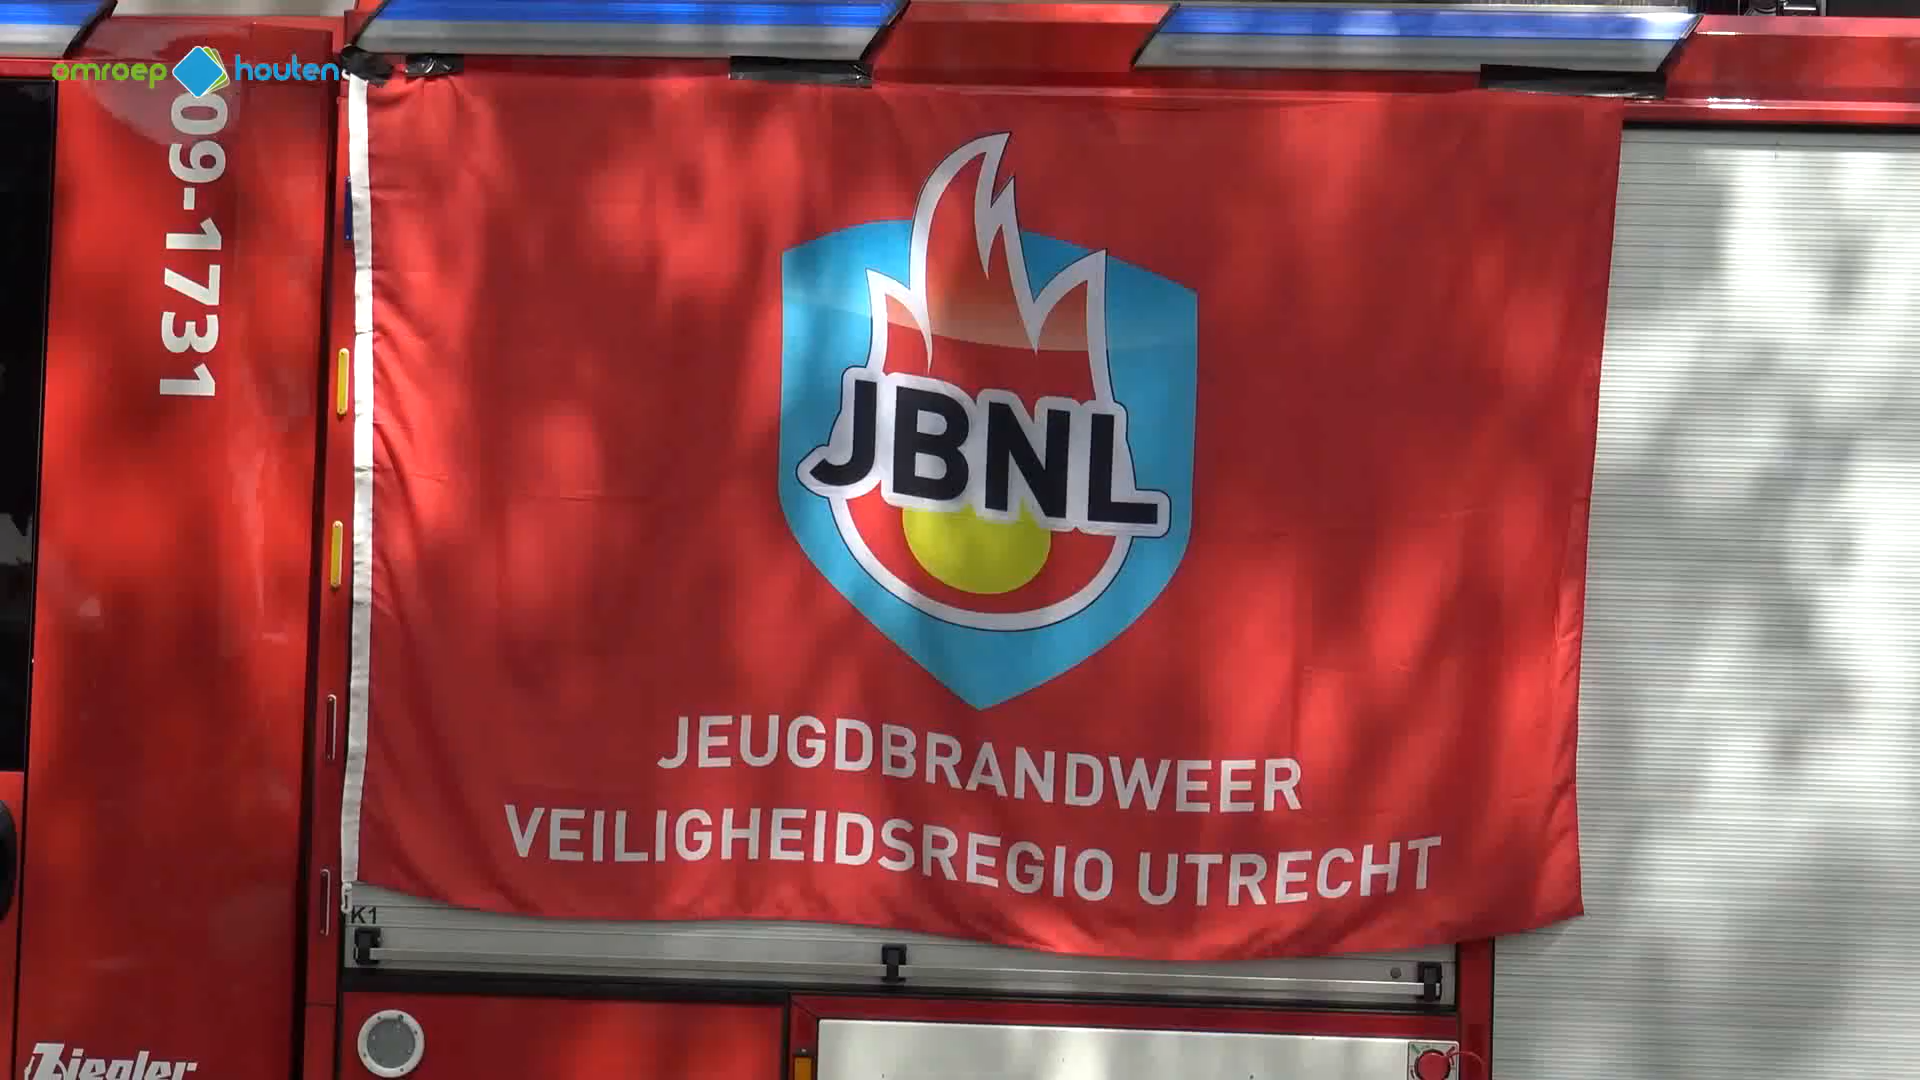 omroep houten
09-1731
JBNL
JEUGDBRANDWEER
VEILIGHEIDSREGIO UTRECHT
K1
Ziegler